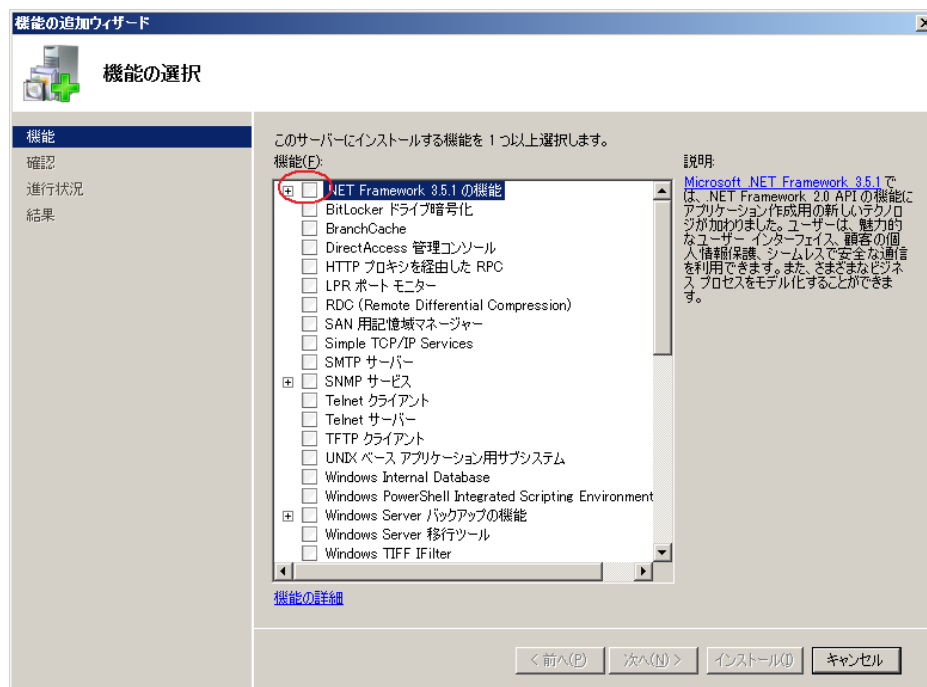 機能の追加ウィザード
機能の選択
機能
確認
進行状況
結果
このサーバーにインストールする機能を 1 つ以上選択します。
機能(F):
.NET Framework 3.5.1 の機能
BitLocker ドライブ暗号化
BranchCache
DirectAccess 管理コンソール
HTTP プロキシを経由した RPC
LPR ポート モニター
RDC (Remote Differential Compression)
SAN 用記憶域マネージャー
Simple TCP/IP Services
SMTP サーバー
SNMP サービス
Telnet クライアント
Telnet サーバー
TFTP クライアント
UNIX ベース アプリケーション用サブシステム
Windows Internal Database
Windows PowerShell Integrated Scripting Environment
Windows Server バックアップの機能
Windows Server 移行ツール
Windows TIFF IFilter
機能の詳細
説明:
Microsoft .NET Framework 3.5.1 で
は、.NET Framework 2.0 API の機能に
アプリケーション作成用の新しいテクノロ
ジが加わりました。ユーザーは、魅力的
なユーザー インターフェイス、顧客の個
人情報保護、シームレスで安全な通信
を利用できます。また、さまざまなビジネ
ス プロセスをモデル化することができま
す。
< 前へ(P)
次へ(N) >
インストール(I)
キャンセル